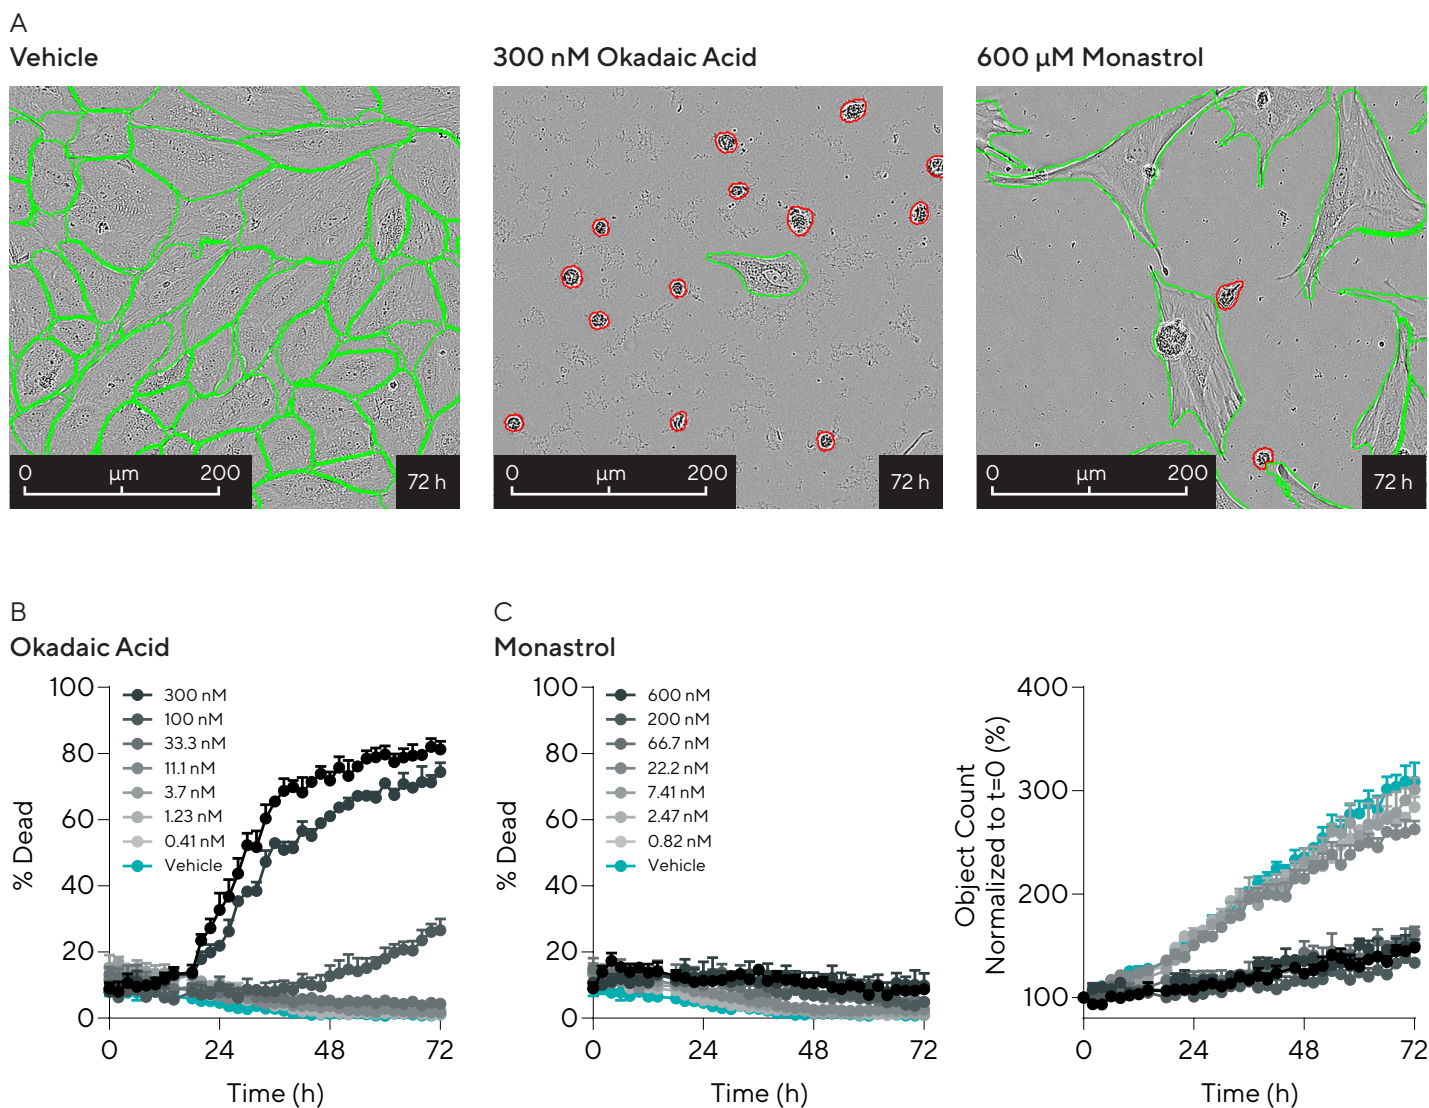 A
Vehicle
300 nM Okadaic Acid
600 µM Monastrol
0 µm 200
72 h
0 µm 200
72 h
0 µm 200
72 h
B
Okadaic Acid
% Dead
100
80
60
40
20
0
300 nM
100 nM
33.3 nM
11.1 nM
3.7 nM
1.23 nM
0.41 nM
Vehicle
0 24 48 72
Time (h)
C
Monastrol
% Dead
100
80
60
40
20
0
600 nM
200 nM
66.7 nM
22.2 nM
7.41 nM
2.47 nM
0.82 nM
Vehicle
0 24 48 72
Time (h)
Object Count
Normalized to t=0 (%)
400
300
200
100
0 24 48 72
Time (h)